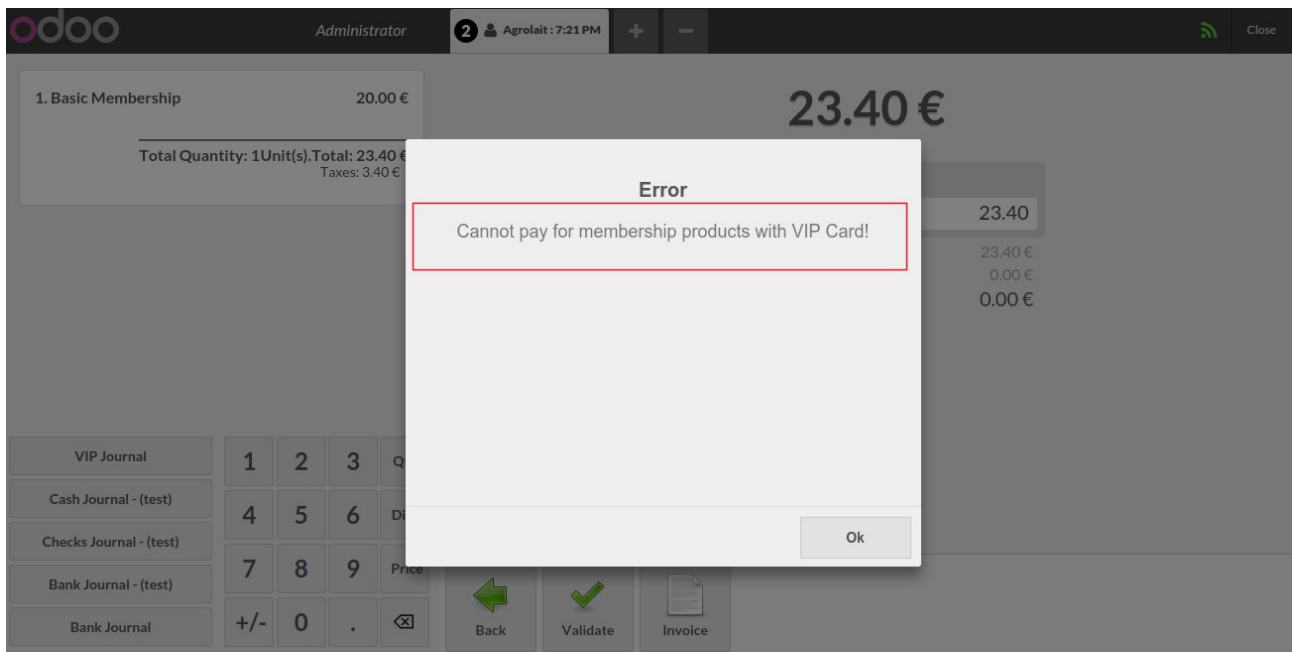 odoo
Administrator
2 Agrolait : 7:21 PM
+
−
Close
1. Basic Membership 20.00 €
Total Quantity: 1Unit(s).Total: 23.40 €
Taxes: 3.40 €
23.40 €
23.40
23.40 €
0.00 €
0.00 €
Error
Cannot pay for membership products with VIP Card!
Ok
VIP Journal
Cash Journal - (test)
Checks Journal - (test)
Bank Journal - (test)
Bank Journal
1 2 3 Q
4 5 6 Di
7 8 9 Price
+/- 0 .
Back
Validate
Invoice